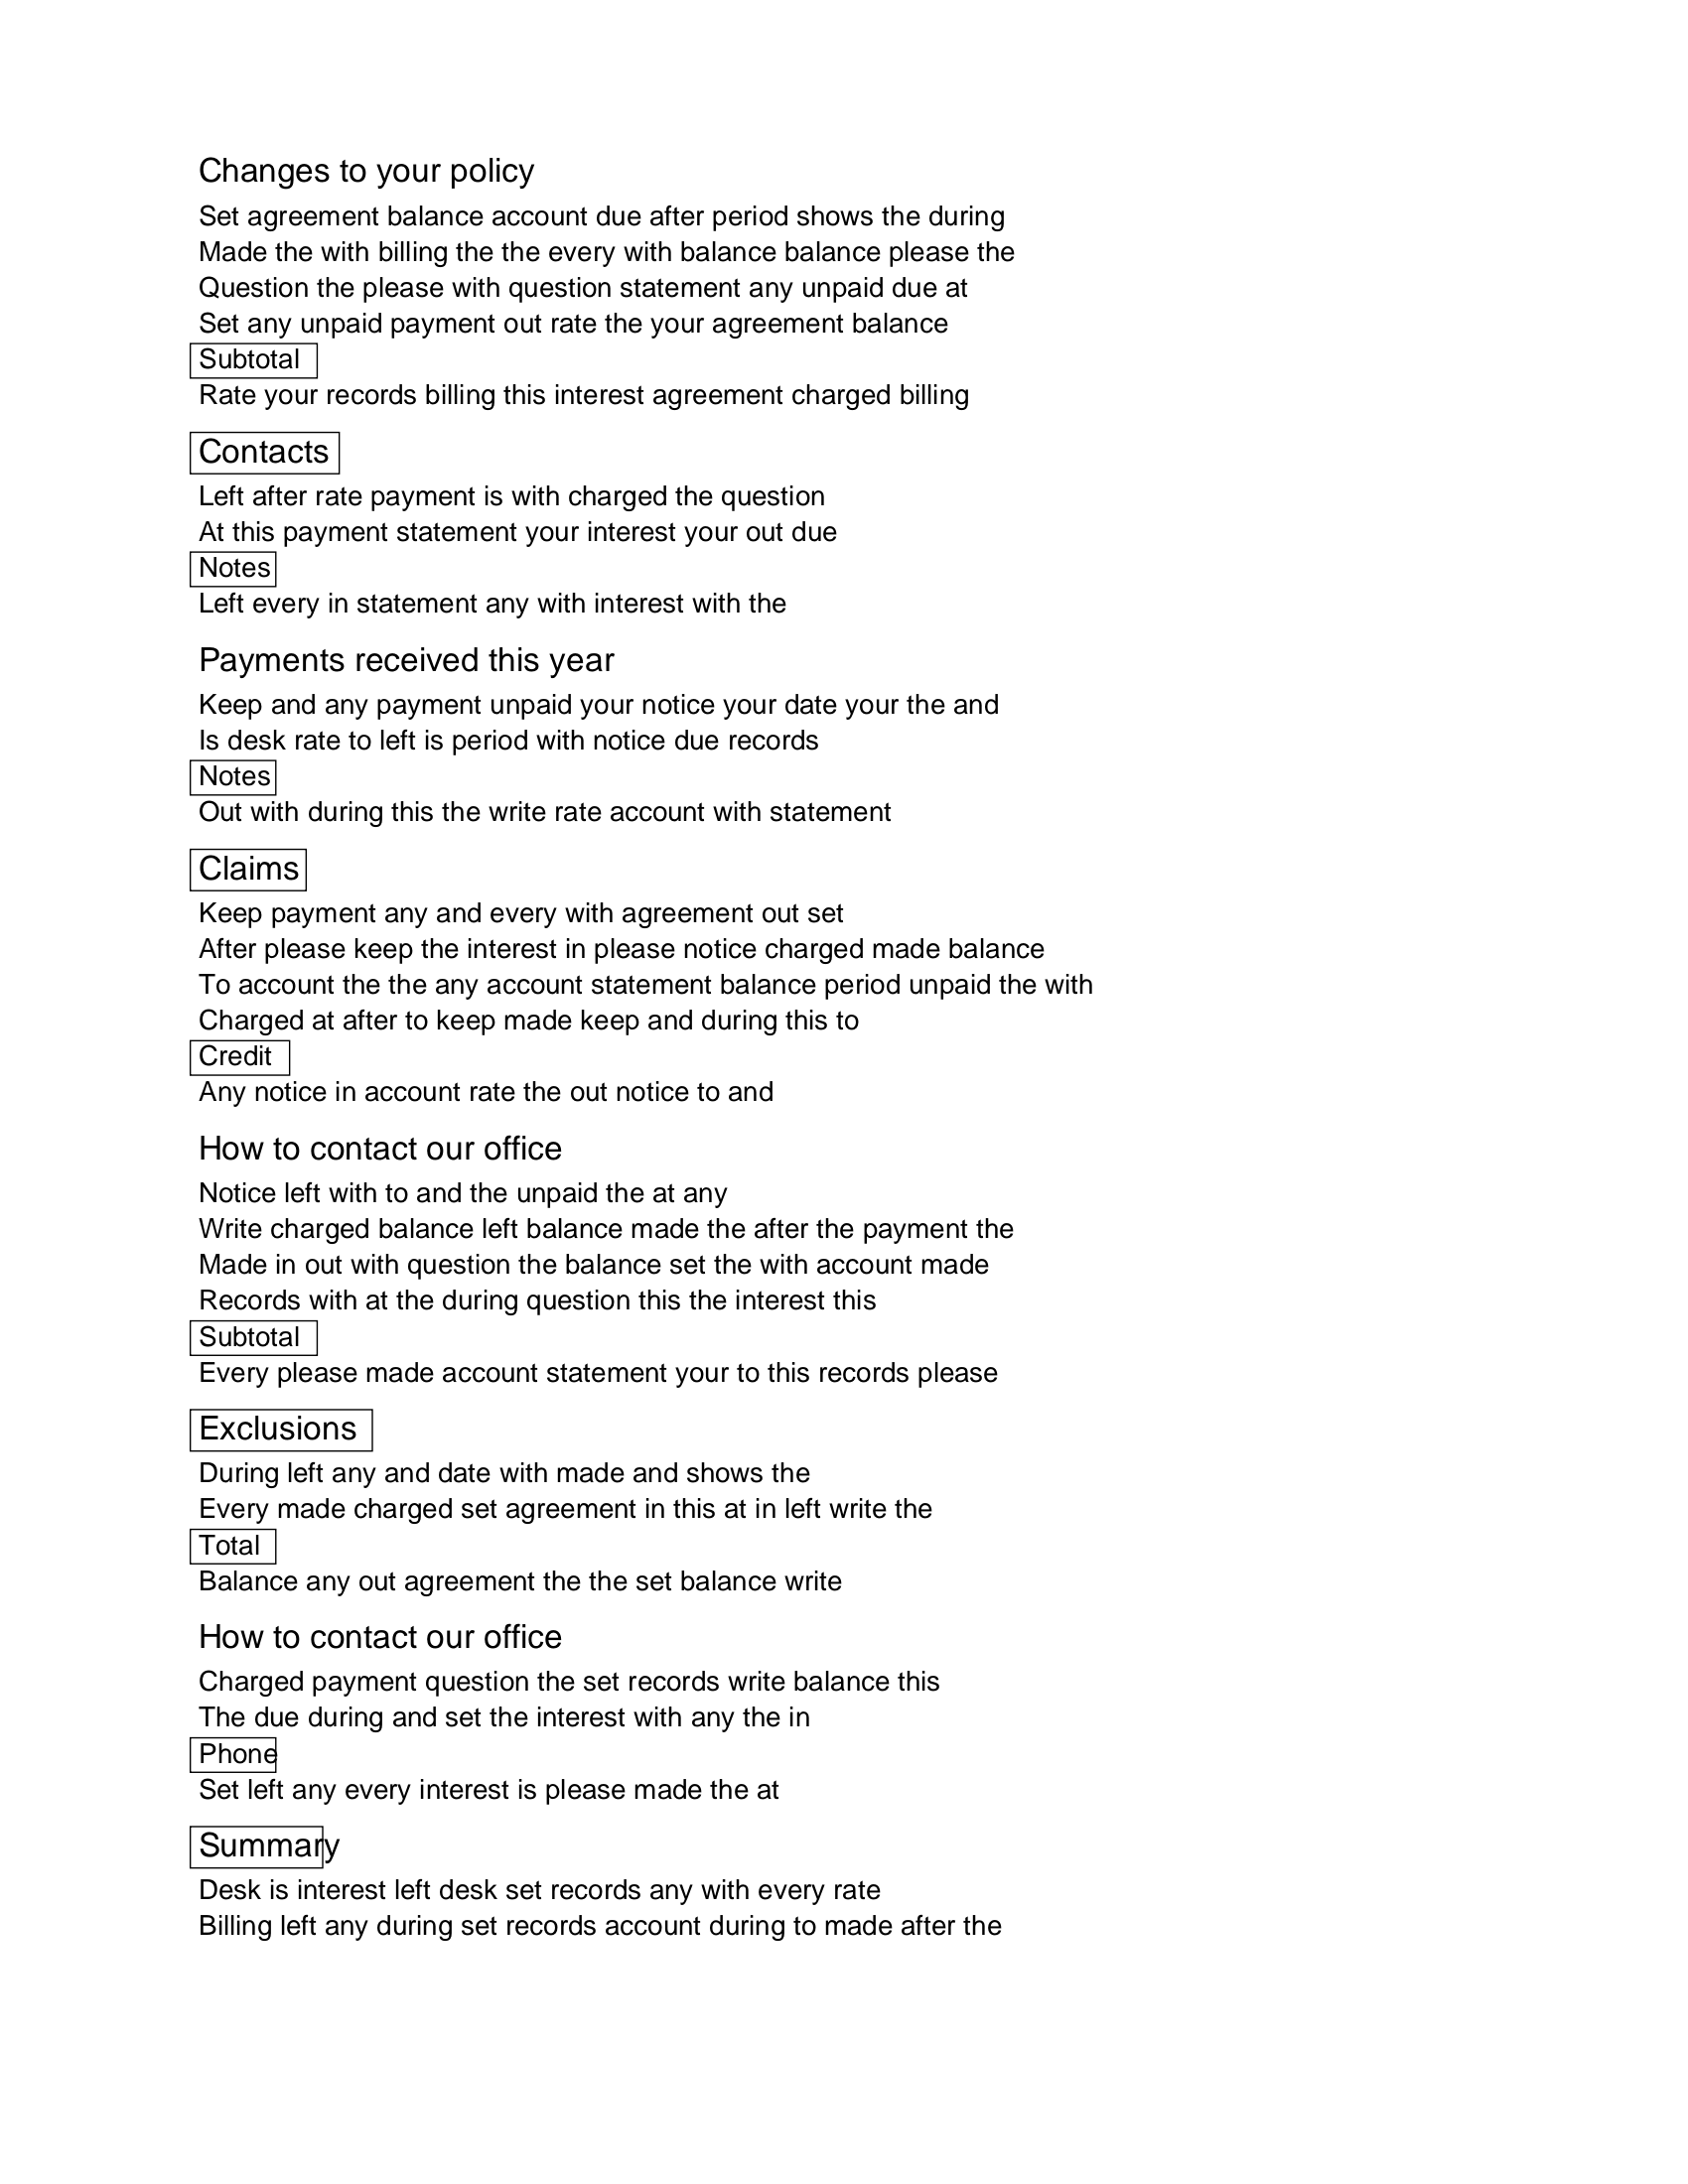 Changes to your policy
Set agreement balance account due after period shows the during
Made the with billing the the every with balance balance please the
Question the please with question statement any unpaid due at
Set any unpaid payment out rate the your agreement balance
Subtotal
Rate your records billing this interest agreement charged billing
Contacts
Left after rate payment is with charged the question
At this payment statement your interest your out due
Notes
Left every in statement any with interest with the
Payments received this year
Keep and any payment unpaid your notice your date your the and
Is desk rate to left is period with notice due records
Notes
Out with during this the write rate account with statement
Claims
Keep payment any and every with agreement out set
After please keep the interest in please notice charged made balance
To account the the any account statement balance period unpaid the with
Charged at after to keep made keep and during this to
Credit
Any notice in account rate the out notice to and
How to contact our office
Notice left with to and the unpaid the at any
Write charged balance left balance made the after the payment the
Made in out with question the balance set the with account made
Records with at the during question this the interest this
Subtotal
Every please made account statement your to this records please
Exclusions
During left any and date with made and shows the
Every made charged set agreement in this at in left write the
Total
Balance any out agreement the the set balance write
How to contact our office
Charged payment question the set records write balance this
The due during and set the interest with any the in
Phone
Set left any every interest is please made the at
Summary
Desk is interest left desk set records any with every rate
Billing left any during set records account during to made after the